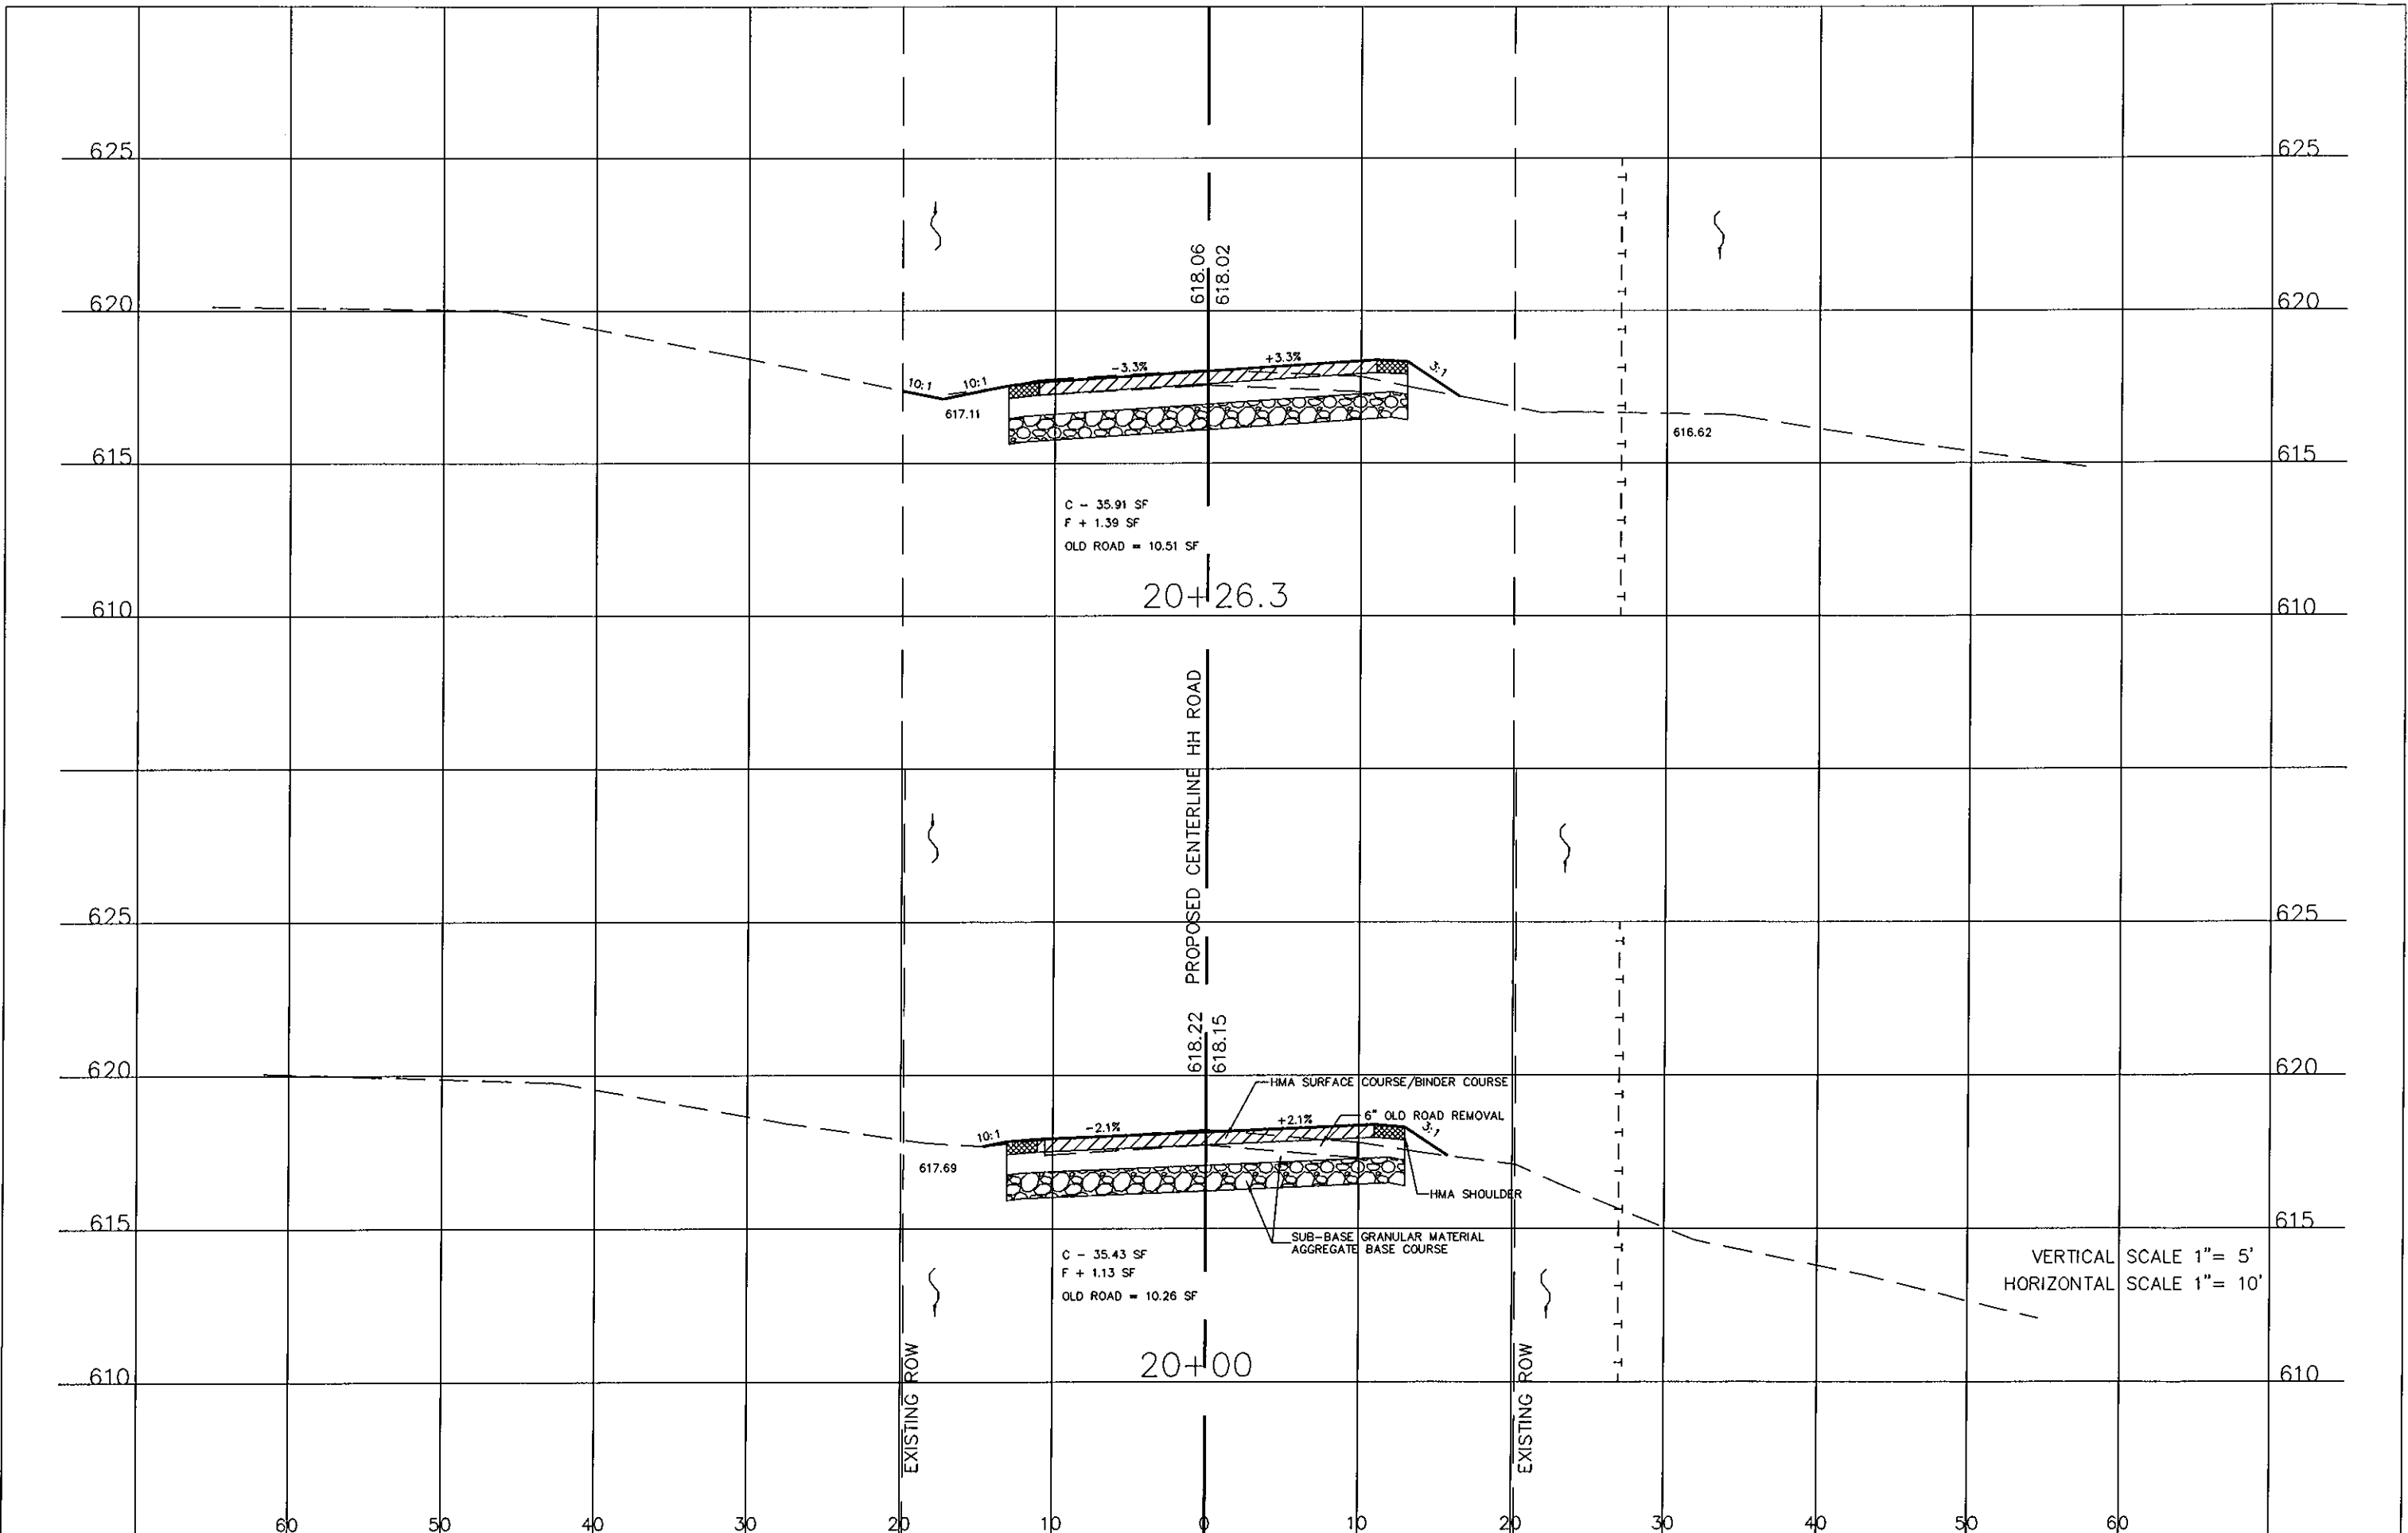 625
625
618.06
618.02
620
620
-3.3%
+3.3%
10:1
10:1
3:1
617.11
616.62
615
615
C - 35.91 SF
F + 1.39 SF
OLD ROAD = 10.51 SF
20+26.3
610
610
PROPOSED CENTERLINE HH ROAD
625
625
618.22
618.15
620
620
HMA SURFACE COURSE/BINDER COURSE
6" OLD ROAD REMOVAL
-2.1%
+2.1%
10:1
3:1
617.69
HMA SHOULDER
615
615
SUB-BASE GRANULAR MATERIAL
AGGREGATE BASE COURSE
C - 35.43 SF
F + 1.13 SF
OLD ROAD = 10.26 SF
VERTICAL SCALE 1"= 5'
HORIZONTAL SCALE 1"= 10'
20+00
610
610
EXISTING ROW
EXISTING ROW
60 50 40 30 20 10 0 10 20 30 40 50 60